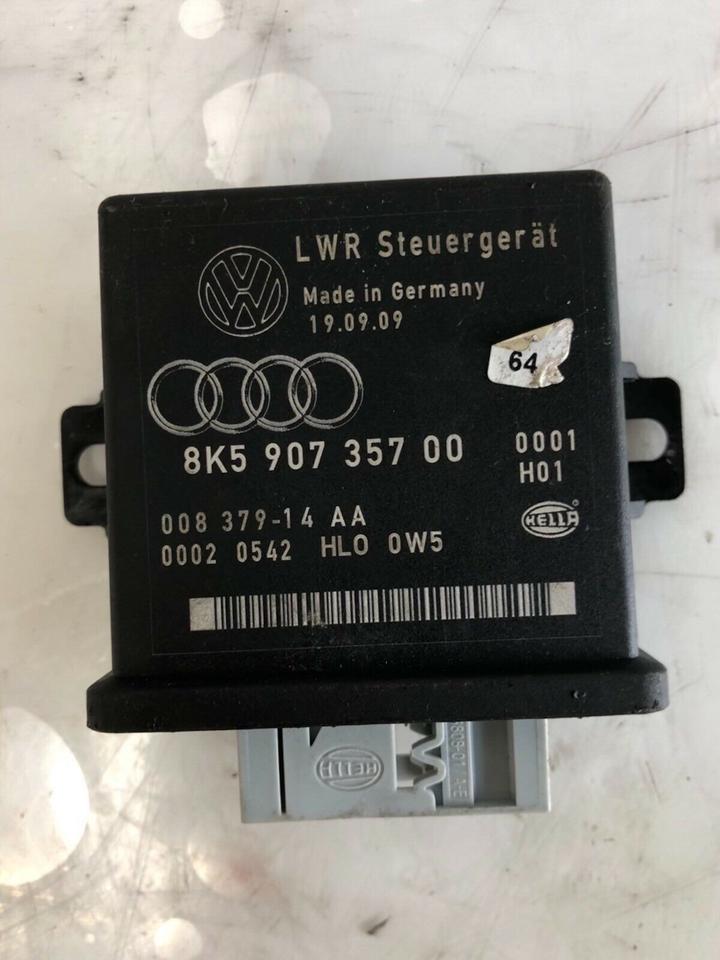 LWR Steuergerät
Made in Germany
19.09.09
64
8K5 907 357 00
0001
H01
008 379-14 AA
0002 0542 HLO 0W5
HELLA
HELLA